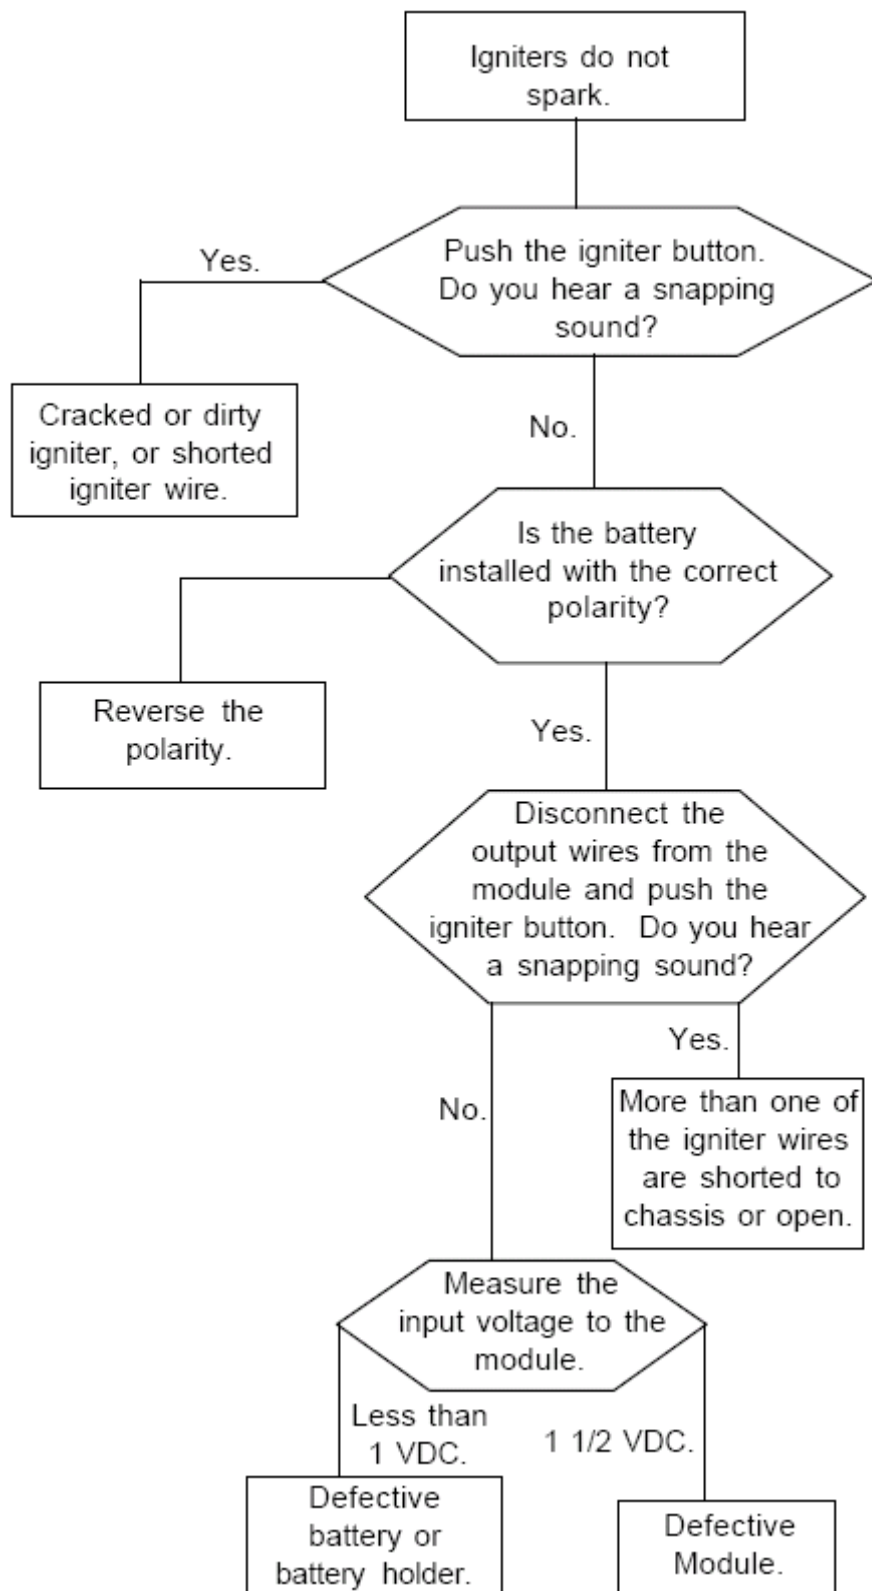 Igniters do not
spark.
Push the igniter button.
Do you hear a snapping
sound?
Yes.
Cracked or dirty
igniter, or shorted
igniter wire.
No.
Is the battery
installed with the correct
polarity?
Reverse the
polarity.
Yes.
Disconnect the
output wires from the
module and push the
igniter button. Do you hear
a snapping sound?
Yes.
More than one of
the igniter wires
are shorted to
chassis or open.
No.
Measure the
input voltage to the
module.
Less than
1 VDC.
Defective
battery or
battery holder.
1 1/2 VDC.
Defective
Module.